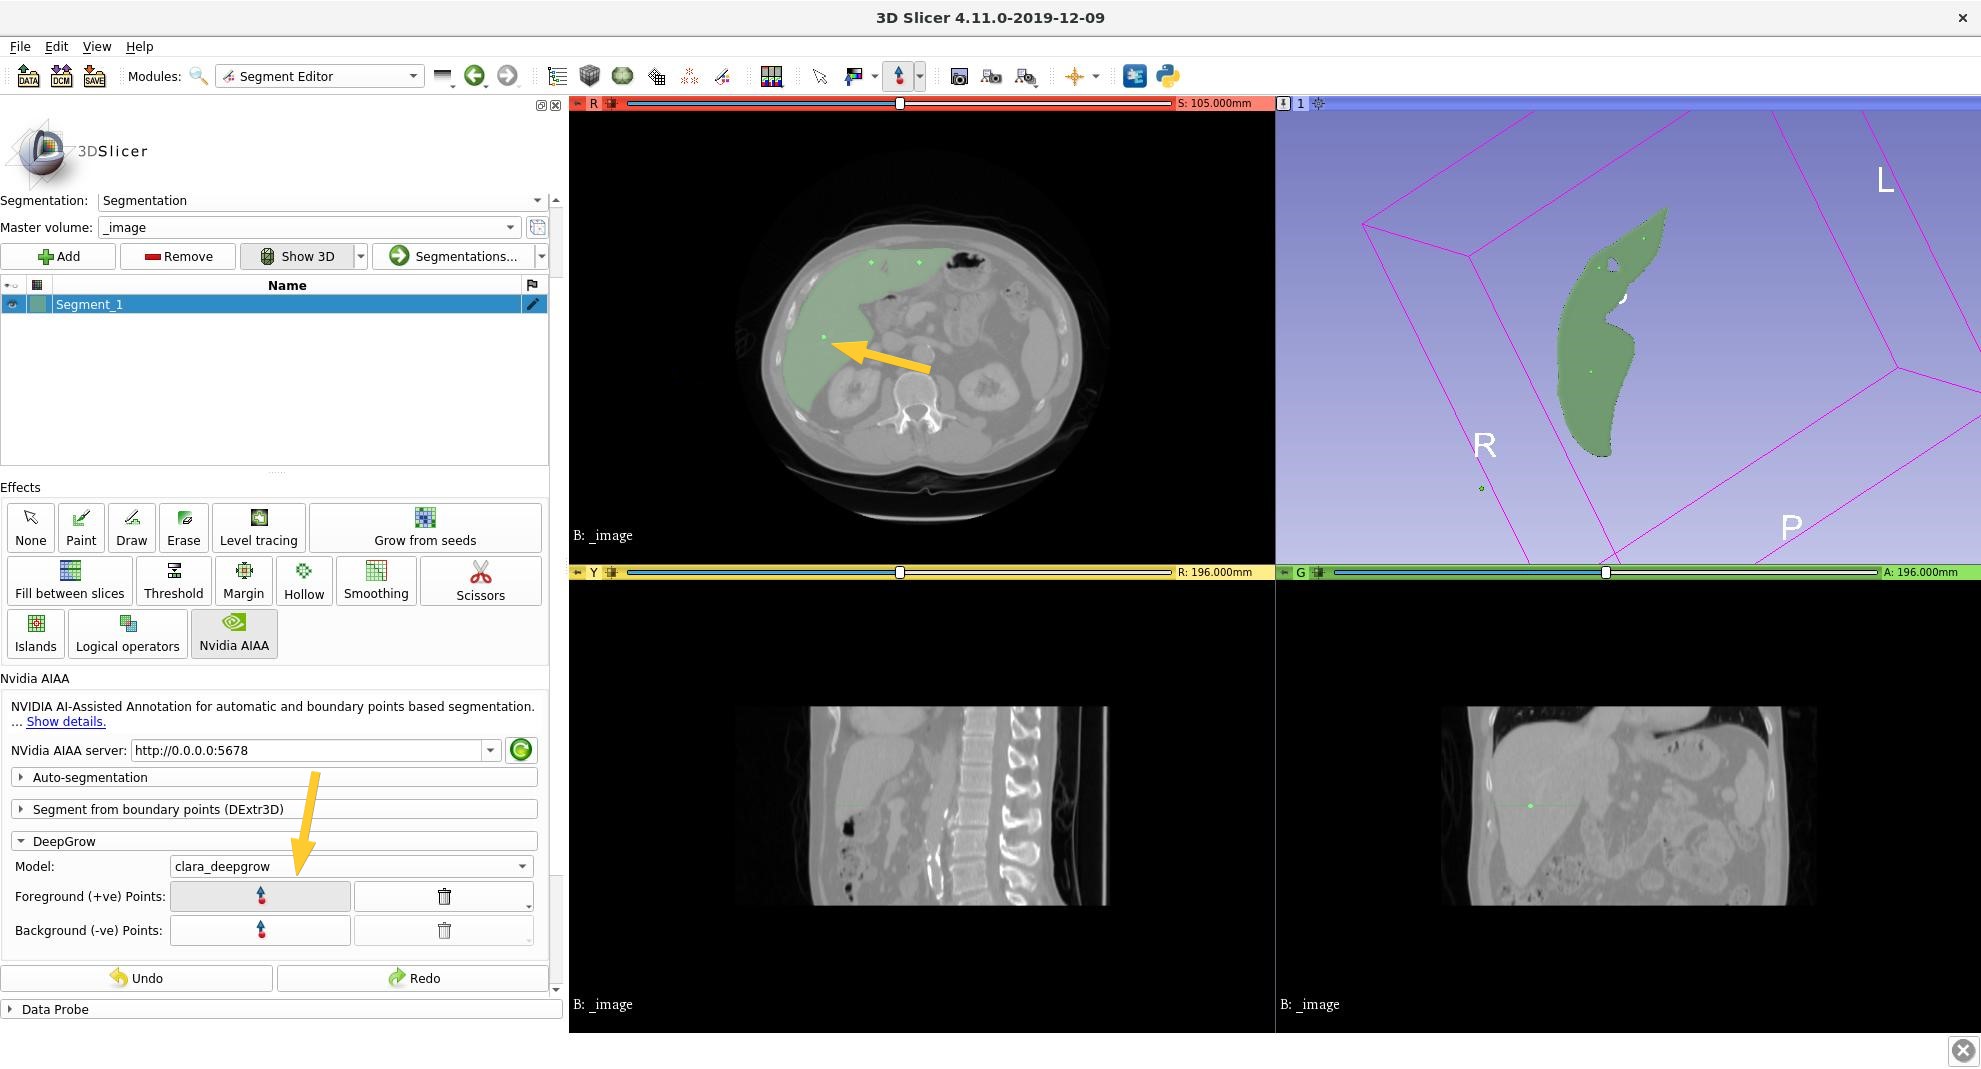 3D Slicer 4.11.0-2019-12-09
File Edit View Help
DATA DCM SAVE Modules: Segment Editor
3DSlicer
Segmentation: Segmentation
Master volume: _image
Add Remove Show 3D Segmentations...
Name
Segment_1
Effects
None Paint Draw Erase Level tracing Grow from seeds
Fill between slices Threshold Margin Hollow Smoothing Scissors
Islands Logical operators Nvidia AIAA
Nvidia AIAA
NVIDIA AI-Assisted Annotation for automatic and boundary points based segmentation.
... Show details.
NVidia AIAA server: http://0.0.0.0:5678
Auto-segmentation
Segment from boundary points (DExtr3D)
DeepGrow
Model: clara_deepgrow
Foreground (+ve) Points:
Background (-ve) Points:
Undo Redo
Data Probe
R S: 105.000mm
B: _image
1
L
R
P
Y R: 196.000mm
B: _image
G A: 196.000mm
B: _image